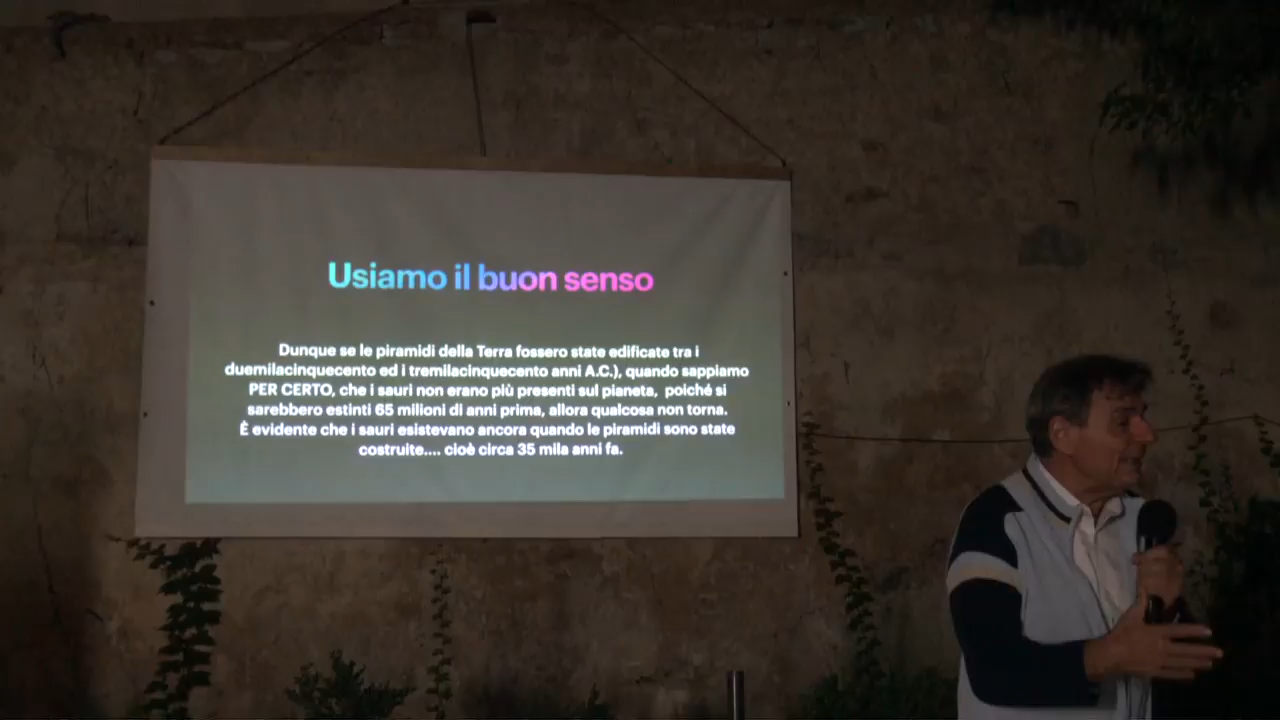 Usiamo il buon senso
Dunque se le piramidi della Terra fossero state edificate tra i
duemilacinquecento ed i tremilacinquecento anni A.C.), quando sappiamo
PER CERTO, che i sauri non erano più presenti sul pianeta, poiché si
sarebbero estinti 65 milioni di anni prima, allora qualcosa non torna.
È evidente che i sauri esistevano ancora quando le piramidi sono state
costruite.... cioè circa 35 mila anni fa.